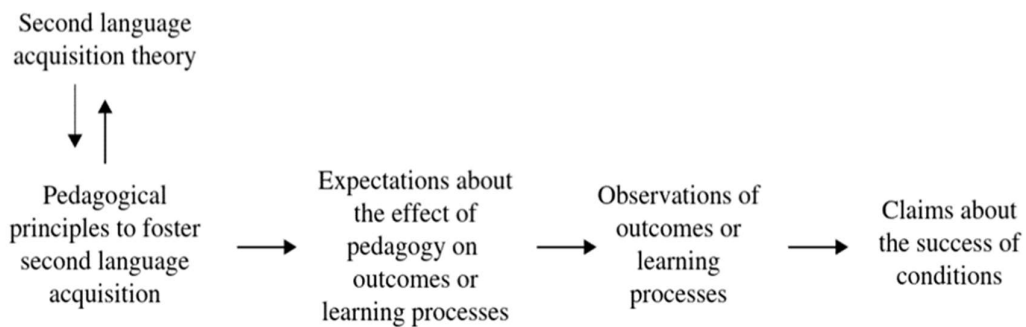 Second language
acquisition theory
Pedagogical
principles to foster
second language
acquisition
Expectations about
the effect of
pedagogy on
outcomes or
learning processes
Observations of
outcomes or
learning
processes
Claims about
the success of
conditions